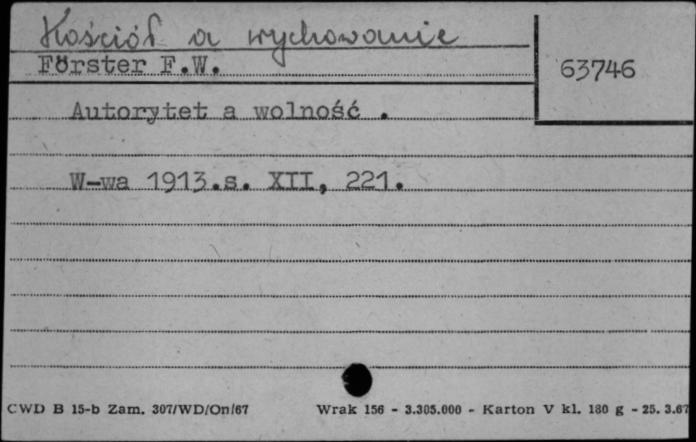 Kościół a wychowanie
Förster F.W.
63746
Autorytet a wolność .
W-wa 1913.s. XII, 221.
CWD B 15-b Zam. 307/WD/On/67 Wrak 156 - 3.305.000 - Karton V kl. 180 g - 25. 3.67